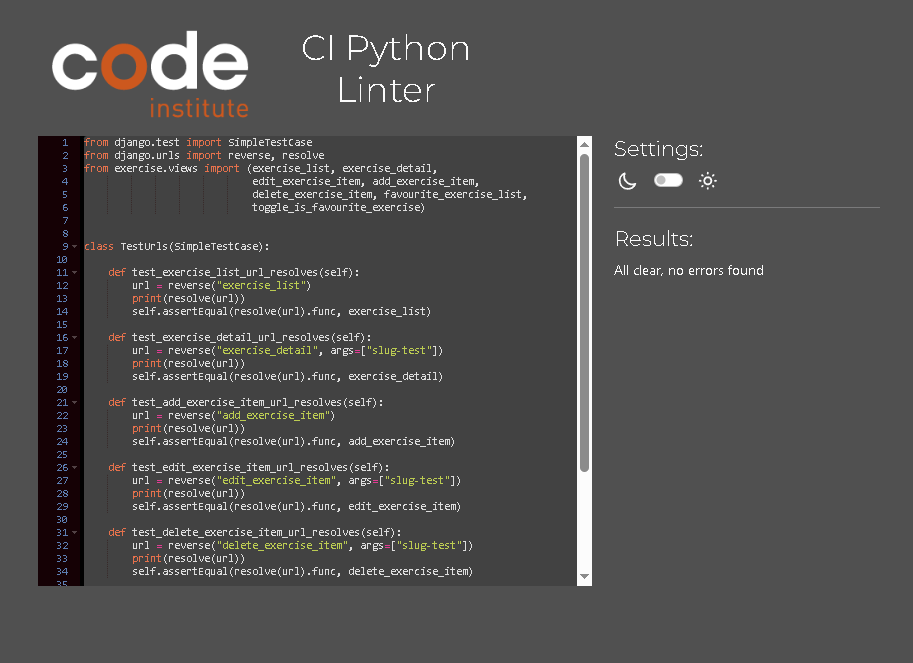 code
institute
CI Python
Linter
1 from django.test import SimpleTestCase
2 from django.urls import reverse, resolve
3 from exercise.views import (exercise_list, exercise_detail,
4 edit_exercise_item, add_exercise_item,
5 delete_exercise_item, favourite_exercise_list,
6 toggle_is_favourite_exercise)
7
8
9 class TestUrls(SimpleTestCase):
10
11 def test_exercise_list_url_resolves(self):
12 url = reverse("exercise_list")
13 print(resolve(url))
14 self.assertEqual(resolve(url).func, exercise_list)
15
16 def test_exercise_detail_url_resolves(self):
17 url = reverse("exercise_detail", args=["slug-test"])
18 print(resolve(url))
19 self.assertEqual(resolve(url).func, exercise_detail)
20
21 def test_add_exercise_item_url_resolves(self):
22 url = reverse("add_exercise_item")
23 print(resolve(url))
24 self.assertEqual(resolve(url).func, add_exercise_item)
25
26 def test_edit_exercise_item_url_resolves(self):
27 url = reverse("edit_exercise_item", args=["slug-test"])
28 print(resolve(url))
29 self.assertEqual(resolve(url).func, edit_exercise_item)
30
31 def test_delete_exercise_item_url_resolves(self):
32 url = reverse("delete_exercise_item", args=["slug-test"])
33 print(resolve(url))
34 self.assertEqual(resolve(url).func, delete_exercise_item)
35
Settings:
Results:
All clear, no errors found